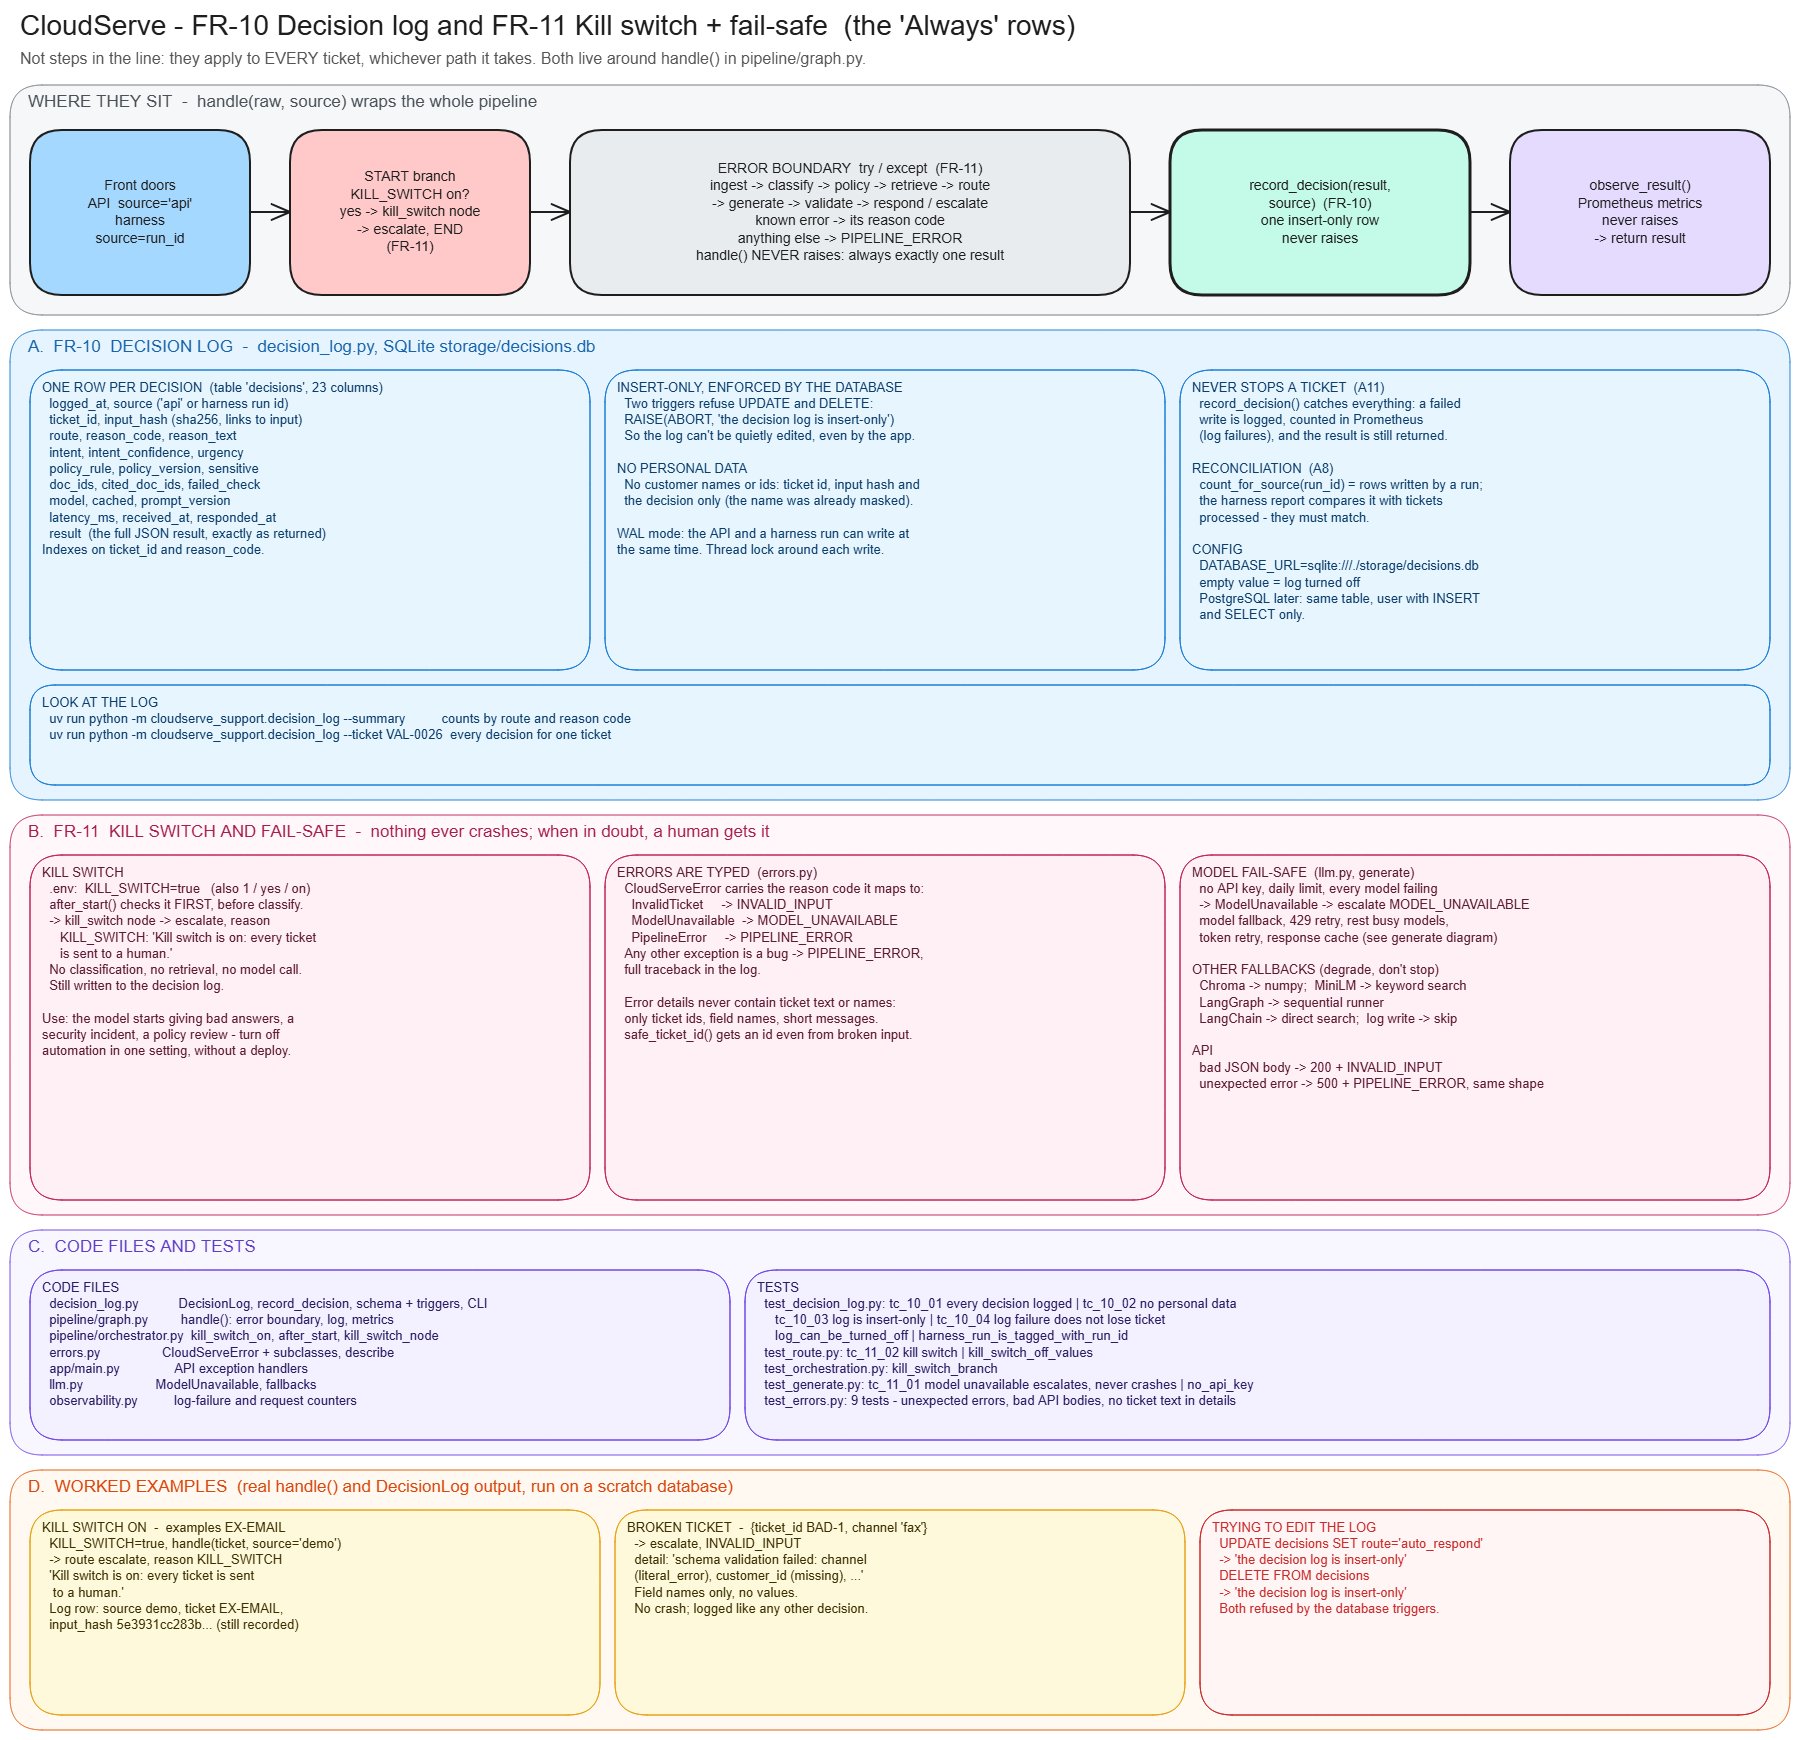 CloudServe - FR-10 Decision log and FR-11 Kill switch + fail-safe  (the 'Always' rows)
Not steps in the line: they apply to EVERY ticket, whichever path it takes. Both live around handle() in pipeline/graph.py.
WHERE THEY SIT  -  handle(raw, source) wraps the whole pipeline
Front doors
API  source='api'
harness
source=run_id
START branch
KILL_SWITCH on?
yes -> kill_switch node
-> escalate, END
(FR-11)
ERROR BOUNDARY  try / except  (FR-11)
ingest -> classify -> policy -> retrieve -> route
-> generate -> validate -> respond / escalate
known error -> its reason code
anything else -> PIPELINE_ERROR
handle() NEVER raises: always exactly one result
record_decision(result,
source)  (FR-10)
one insert-only row
never raises
observe_result()
Prometheus metrics
never raises
-> return result
A.  FR-10  DECISION LOG  -  decision_log.py, SQLite storage/decisions.db
ONE ROW PER DECISION  (table 'decisions', 23 columns)
logged_at, source ('api' or harness run id)
ticket_id, input_hash (sha256, links to input)
route, reason_code, reason_text
intent, intent_confidence, urgency
policy_rule, policy_version, sensitive
doc_ids, cited_doc_ids, failed_check
model, cached, prompt_version
latency_ms, received_at, responded_at
result  (the full JSON result, exactly as returned)
Indexes on ticket_id and reason_code.
INSERT-ONLY, ENFORCED BY THE DATABASE
Two triggers refuse UPDATE and DELETE:
RAISE(ABORT, 'the decision log is insert-only')
So the log can't be quietly edited, even by the app.
NO PERSONAL DATA
No customer names or ids: ticket id, input hash and
the decision only (the name was already masked).
WAL mode: the API and a harness run can write at
the same time. Thread lock around each write.
NEVER STOPS A TICKET  (A11)
record_decision() catches everything: a failed
write is logged, counted in Prometheus
(log failures), and the result is still returned.
RECONCILIATION  (A8)
count_for_source(run_id) = rows written by a run;
the harness report compares it with tickets
processed - they must match.
CONFIG
DATABASE_URL=sqlite:///./storage/decisions.db
empty value = log turned off
PostgreSQL later: same table, user with INSERT
and SELECT only.
LOOK AT THE LOG
uv run python -m cloudserve_support.decision_log --summary          counts by route and reason code
uv run python -m cloudserve_support.decision_log --ticket VAL-0026  every decision for one ticket
B.  FR-11  KILL SWITCH AND FAIL-SAFE  -  nothing ever crashes; when in doubt, a human gets it
KILL SWITCH
.env:  KILL_SWITCH=true   (also 1 / yes / on)
after_start() checks it FIRST, before classify.
-> kill_switch node -> escalate, reason
KILL_SWITCH: 'Kill switch is on: every ticket
is sent to a human.'
No classification, no retrieval, no model call.
Still written to the decision log.
Use: the model starts giving bad answers, a
security incident, a policy review - turn off
automation in one setting, without a deploy.
ERRORS ARE TYPED  (errors.py)
CloudServeError carries the reason code it maps to:
InvalidTicket     -> INVALID_INPUT
ModelUnavailable  -> MODEL_UNAVAILABLE
PipelineError     -> PIPELINE_ERROR
Any other exception is a bug -> PIPELINE_ERROR,
full traceback in the log.
Error details never contain ticket text or names:
only ticket ids, field names, short messages.
safe_ticket_id() gets an id even from broken input.
MODEL FAIL-SAFE  (llm.py, generate)
no API key, daily limit, every model failing
-> ModelUnavailable -> escalate MODEL_UNAVAILABLE
model fallback, 429 retry, rest busy models,
token retry, response cache (see generate diagram)
OTHER FALLBACKS (degrade, don't stop)
Chroma -> numpy;  MiniLM -> keyword search
LangGraph -> sequential runner
LangChain -> direct search;  log write -> skip
API
bad JSON body -> 200 + INVALID_INPUT
unexpected error -> 500 + PIPELINE_ERROR, same shape
C.  CODE FILES AND TESTS
CODE FILES
decision_log.py           DecisionLog, record_decision, schema + triggers, CLI
pipeline/graph.py         handle(): error boundary, log, metrics
pipeline/orchestrator.py  kill_switch_on, after_start, kill_switch_node
errors.py                 CloudServeError + subclasses, describe
app/main.py               API exception handlers
llm.py                    ModelUnavailable, fallbacks
observability.py          log-failure and request counters
TESTS
test_decision_log.py: tc_10_01 every decision logged | tc_10_02 no personal data
tc_10_03 log is insert-only | tc_10_04 log failure does not lose ticket
log_can_be_turned_off | harness_run_is_tagged_with_run_id
test_route.py: tc_11_02 kill switch | kill_switch_off_values
test_orchestration.py: kill_switch_branch
test_generate.py: tc_11_01 model unavailable escalates, never crashes | no_api_key
test_errors.py: 9 tests - unexpected errors, bad API bodies, no ticket text in details
D.  WORKED EXAMPLES  (real handle() and DecisionLog output, run on a scratch database)
KILL SWITCH ON  -  examples EX-EMAIL
KILL_SWITCH=true, handle(ticket, source='demo')
-> route escalate, reason KILL_SWITCH
'Kill switch is on: every ticket is sent
to a human.'
Log row: source demo, ticket EX-EMAIL,
input_hash 5e3931cc283b... (still recorded)
BROKEN TICKET  -  {ticket_id BAD-1, channel 'fax'}
-> escalate, INVALID_INPUT
detail: 'schema validation failed: channel
(literal_error), customer_id (missing), ...'
Field names only, no values.
No crash; logged like any other decision.
TRYING TO EDIT THE LOG
UPDATE decisions SET route='auto_respond'
-> 'the decision log is insert-only'
DELETE FROM decisions
-> 'the decision log is insert-only'
Both refused by the database triggers.